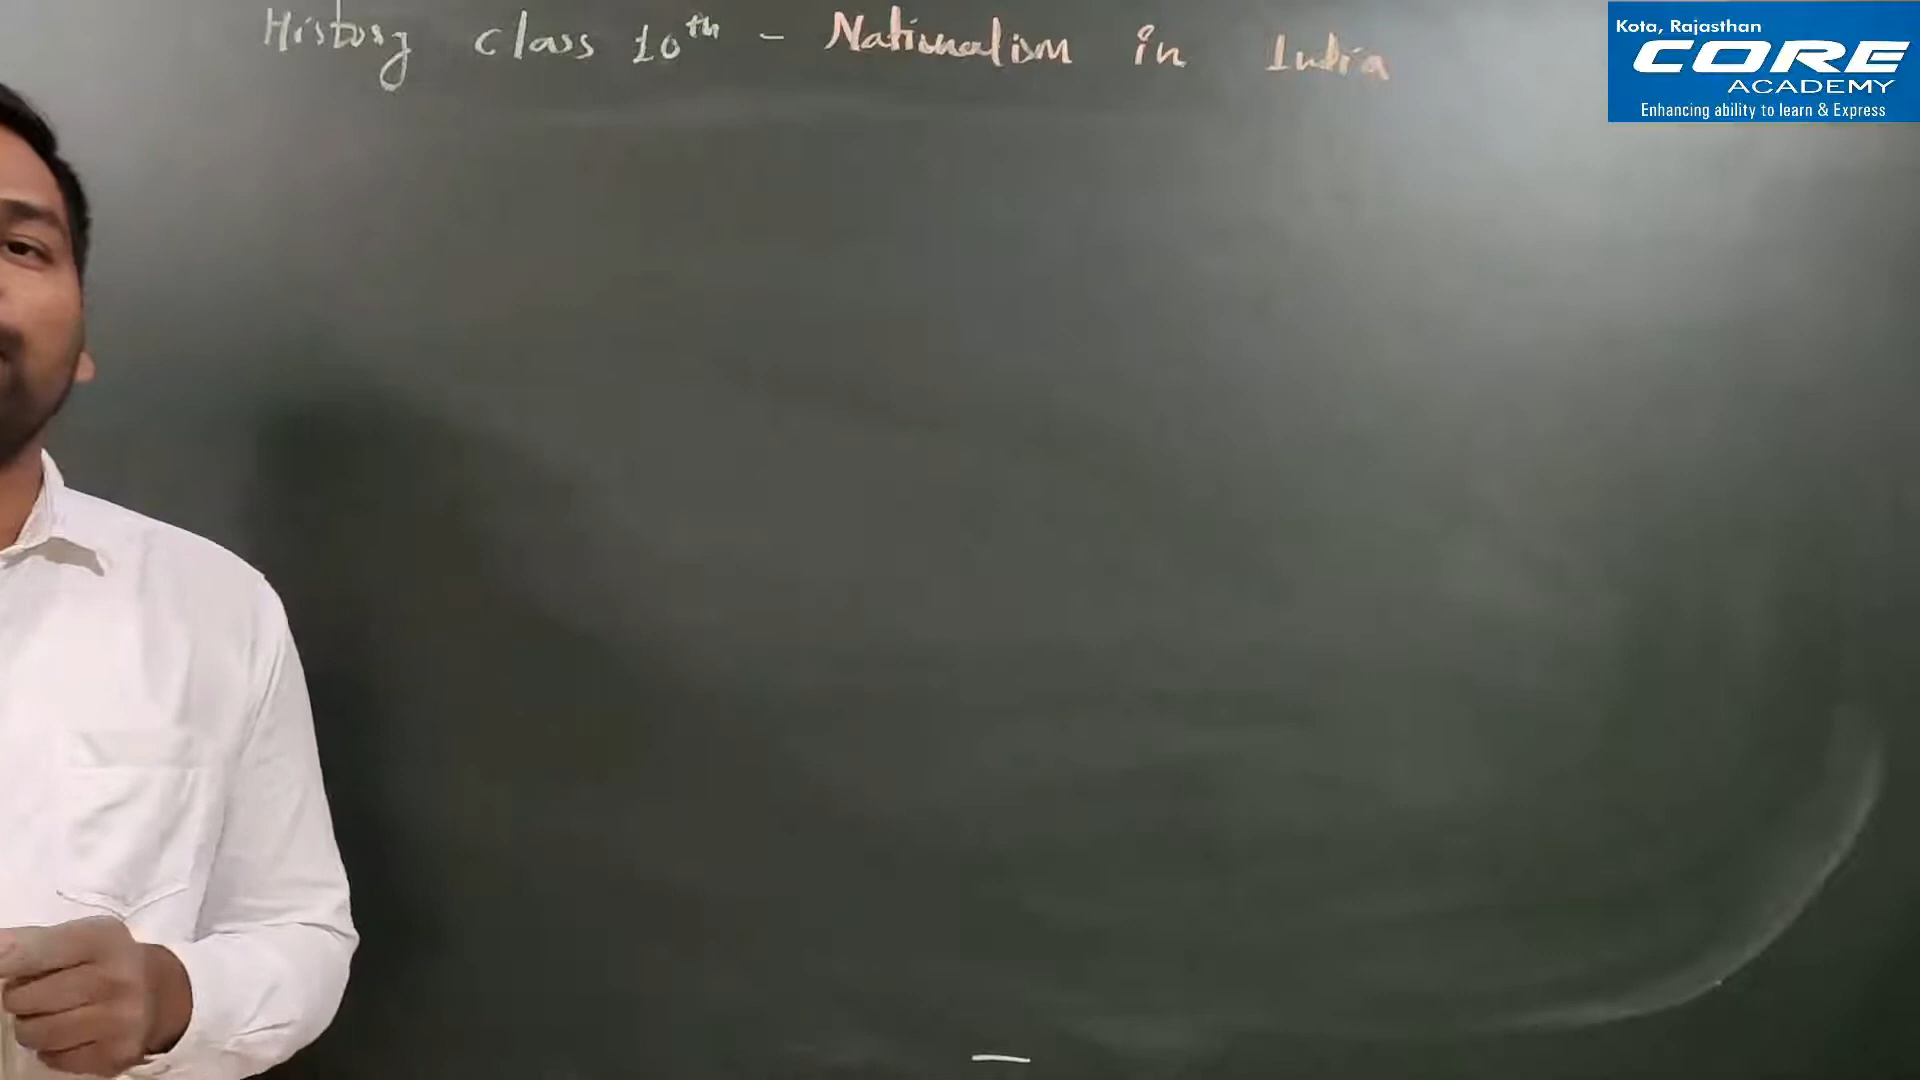 History class 10th - Nationalism in India
Kota, Rajasthan
CORE
ACADEMY
Enhancing ability to learn & Express